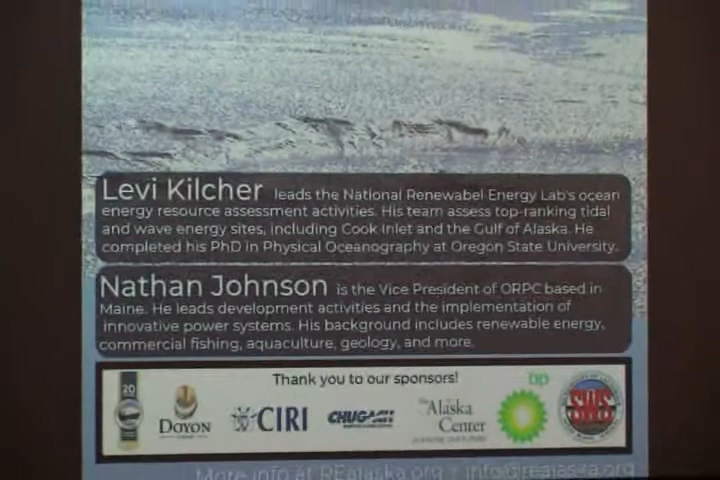 Levi Kilcher leads the National Renewabel Energy Lab's ocean
energy resource assessment activities. His team assess top-ranking tidal
and wave energy sites, including Cook Inlet and the Gulf of Alaska. He
completed his PhD in Physical Oceanography at Oregon State University.
Nathan Johnson is the Vice President of ORPC based in
Maine. He leads development activities and the implementation of
innovative power systems. His background includes renewable energy,
commercial fishing, aquaculture, geology, and more.
Thank you to our sponsors!
20
DOYON
CIRI
CHUGACH
The Alaska
Center
bp
More info at REalaska.org info@realaska.org